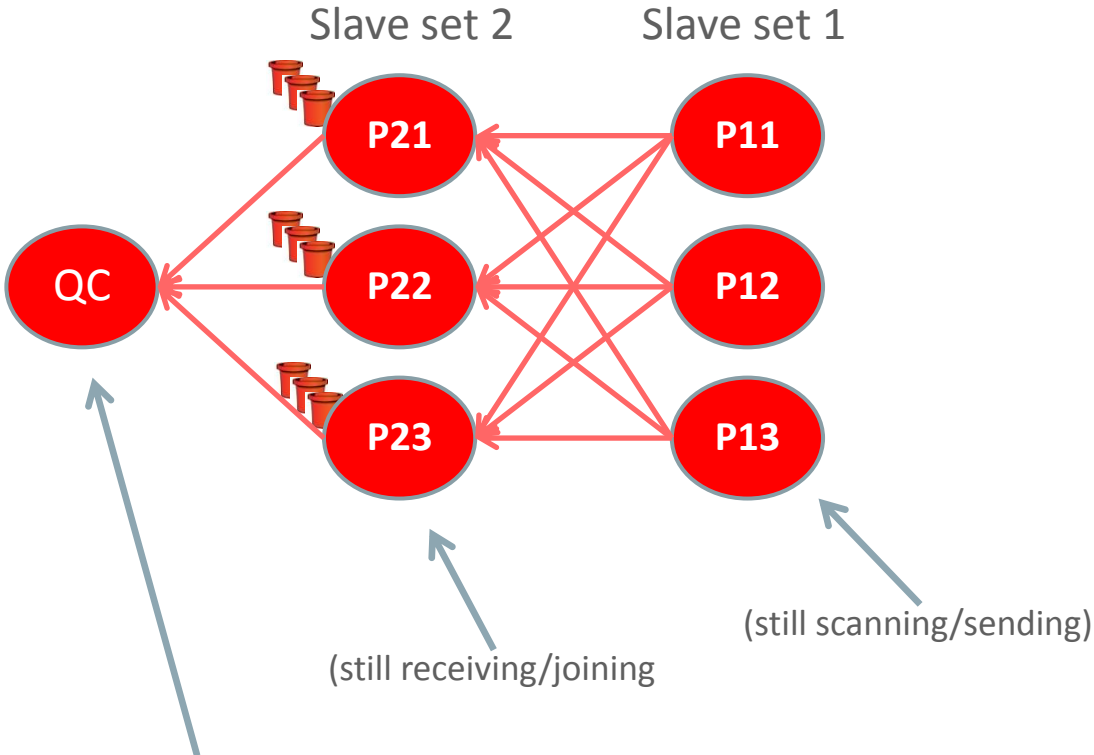 Slave set 2 Slave set 1
P21 P11
QC P22 P12
P23 P13
(still scanning/sending)
(still receiving/joining